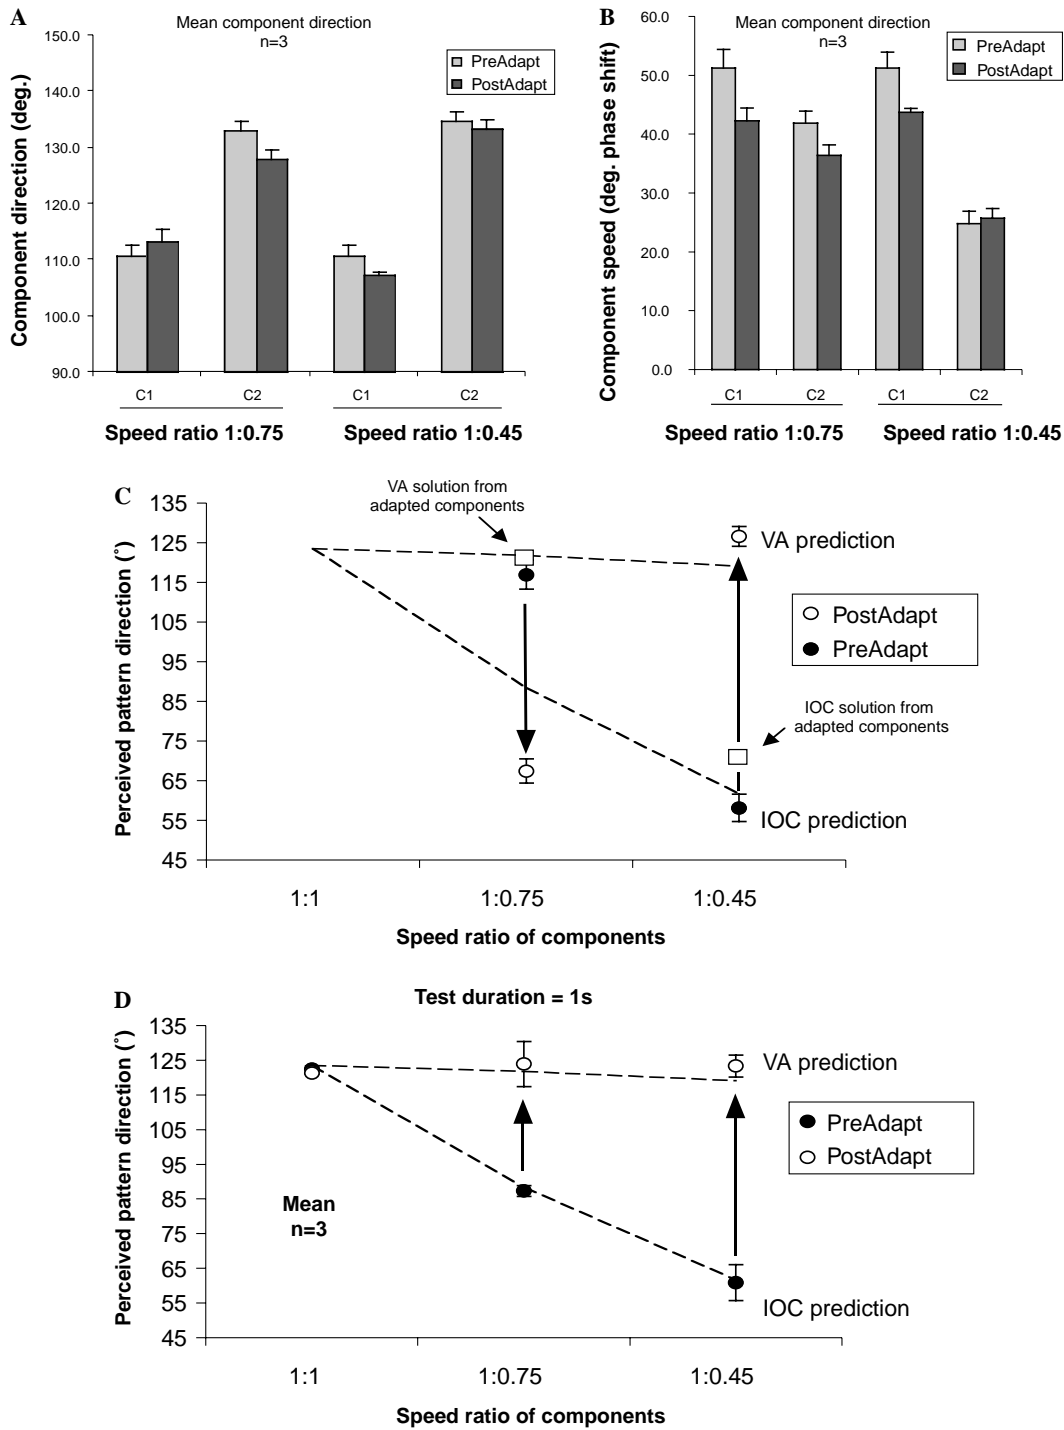 A
Mean component direction
n=3
Component direction (deg.)
150.0
140.0
130.0
120.0
110.0
100.0
90.0
PreAdapt
PostAdapt
C1
C2
C1
C2
Speed ratio 1:0.75
Speed ratio 1:0.45
B
Mean component direction
n=3
Component speed (deg. phase shift)
60.0
50.0
40.0
30.0
20.0
10.0
0.0
PreAdapt
PostAdapt
C1
C2
C1
C2
Speed ratio 1:0.75
Speed ratio 1:0.45
C
VA solution from
adapted components
Perceived pattern direction (°)
135
125
115
105
95
85
75
65
55
45
VA prediction
PostAdapt
PreAdapt
IOC solution from
adapted components
IOC prediction
1:1
1:0.75
1:0.45
Speed ratio of components
D
Test duration = 1s
Perceived pattern direction (°)
135
125
115
105
95
85
75
65
55
45
VA prediction
PreAdapt
PostAdapt
Mean
n=3
IOC prediction
1:1
1:0.75
1:0.45
Speed ratio of components